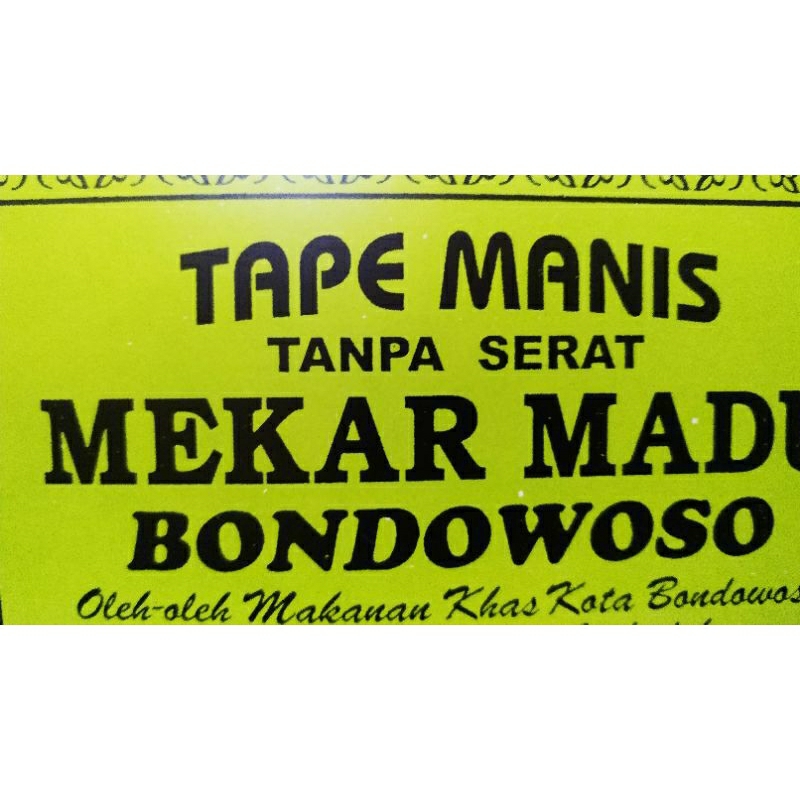 TAPE MANIS
TANPA SERAT
MEKAR MADU
BONDOWOSO
Oleh-oleh Makanan Khas Kota Bondowos